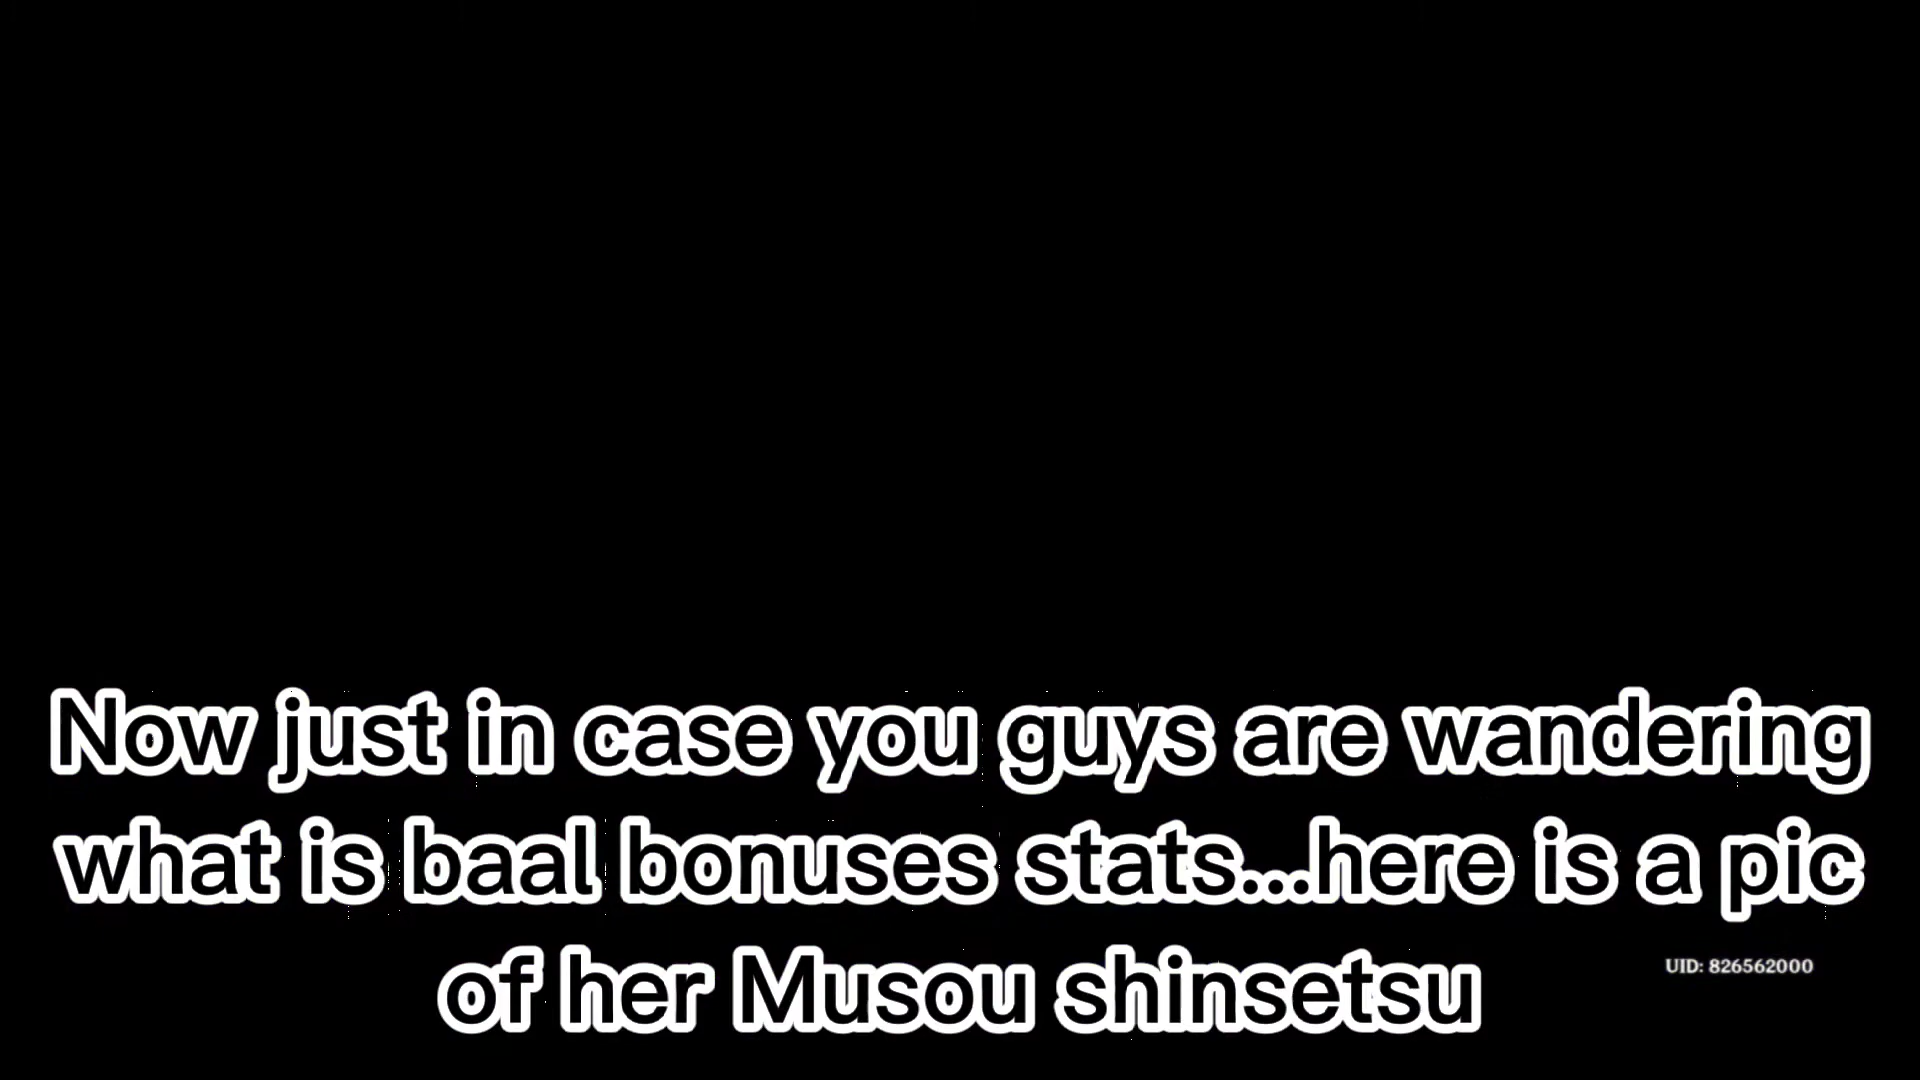 Now just in case you guys are wandering
what is baal bonuses stats...here is a pic
of her Musou shinsetsu
UID: 826562000